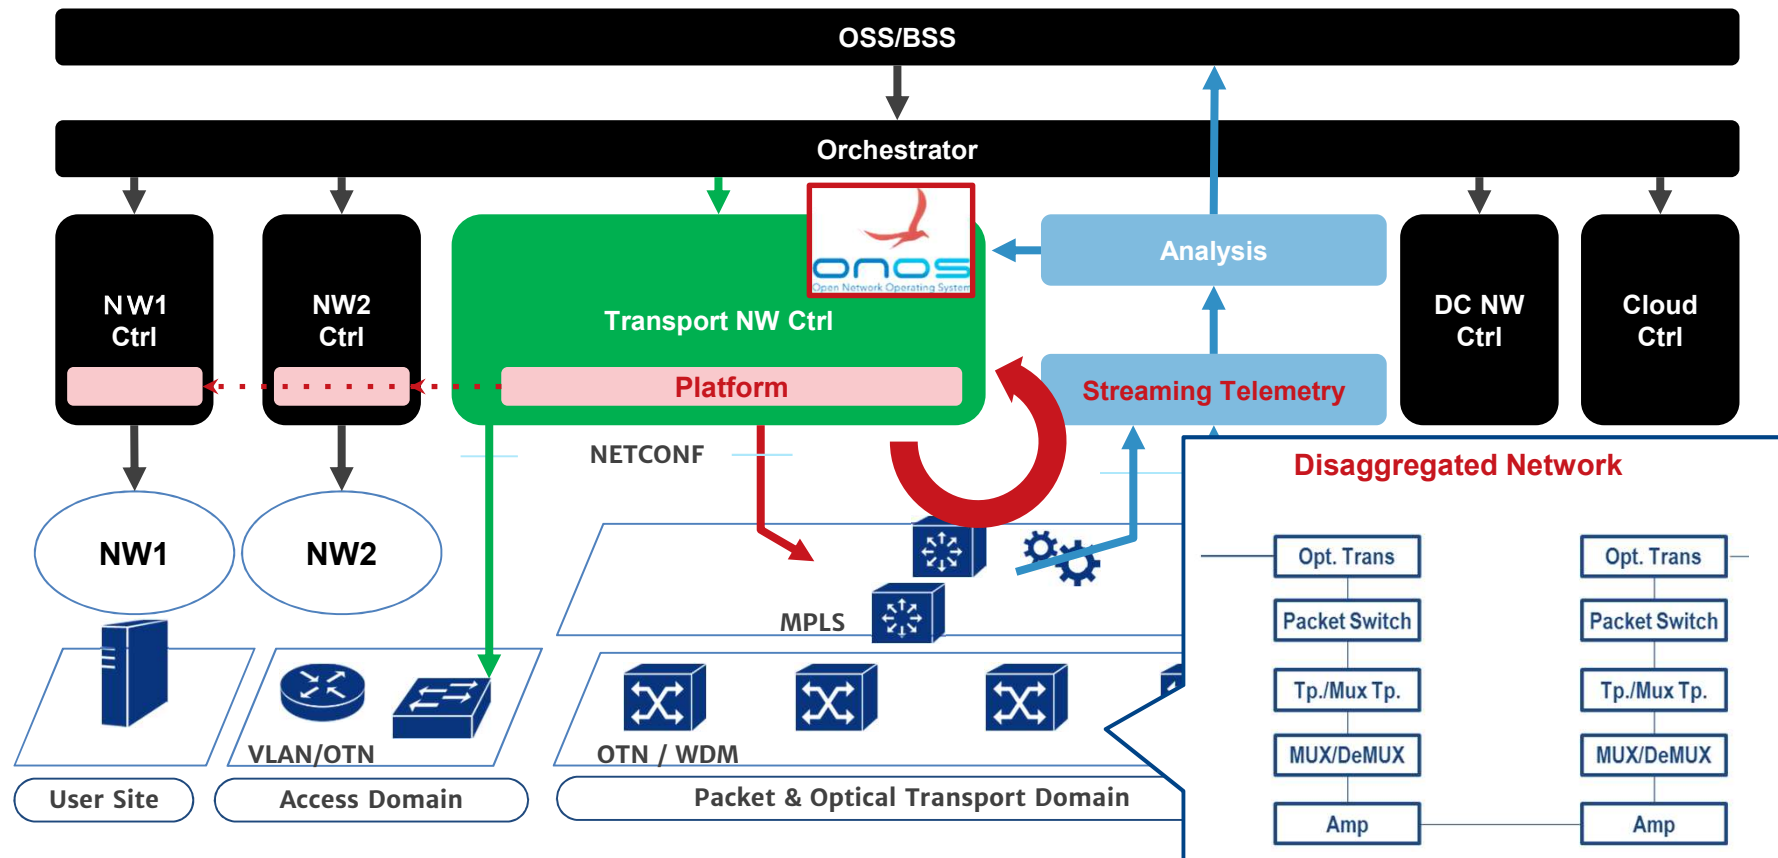 OSS/BSS
Orchestrator
NW1
Ctrl
NW2
Ctrl
onos
Open Network Operating System
Transport NW Ctrl
Platform
Analysis
Streaming Telemetry
DC NW
Ctrl
Cloud
Ctrl
NETCONF
NW1
NW2
MPLS
VLAN/OTN
OTN / WDM
User Site
Access Domain
Packet & Optical Transport Domain
Disaggregated Network
Opt. Trans
Packet Switch
Tp./Mux Tp.
MUX/DeMUX
Amp
Opt. Trans
Packet Switch
Tp./Mux Tp.
MUX/DeMUX
Amp